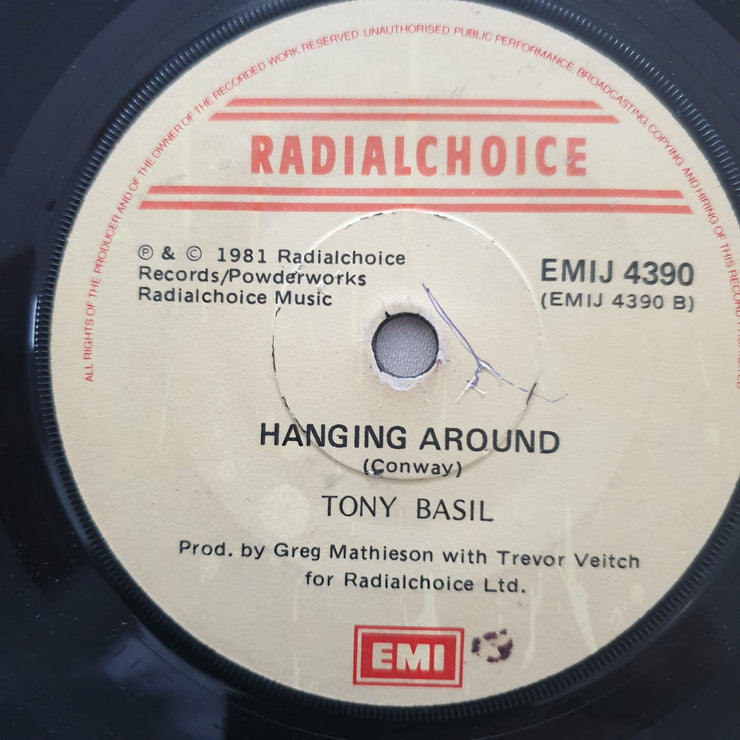 ALL RIGHTS OF THE PRODUCER AND OF THE OWNER OF THE RECORDED WORK RESERVED UNAUTHORISED PUBLIC PERFORMANCE, BROADCASTING, COPYING AND HIRING OF THIS RECORD
RADIALCHOICE
Ⓟ & © 1981 Radialchoice
Records/Powderworks
Radialchoice Music
EMIJ 4390
(EMIJ 4390 B)
HANGING AROUND
(Conway)
TONY BASIL
Prod. by Greg Mathieson with Trevor Veitch
for Radialchoice Ltd.
EMI